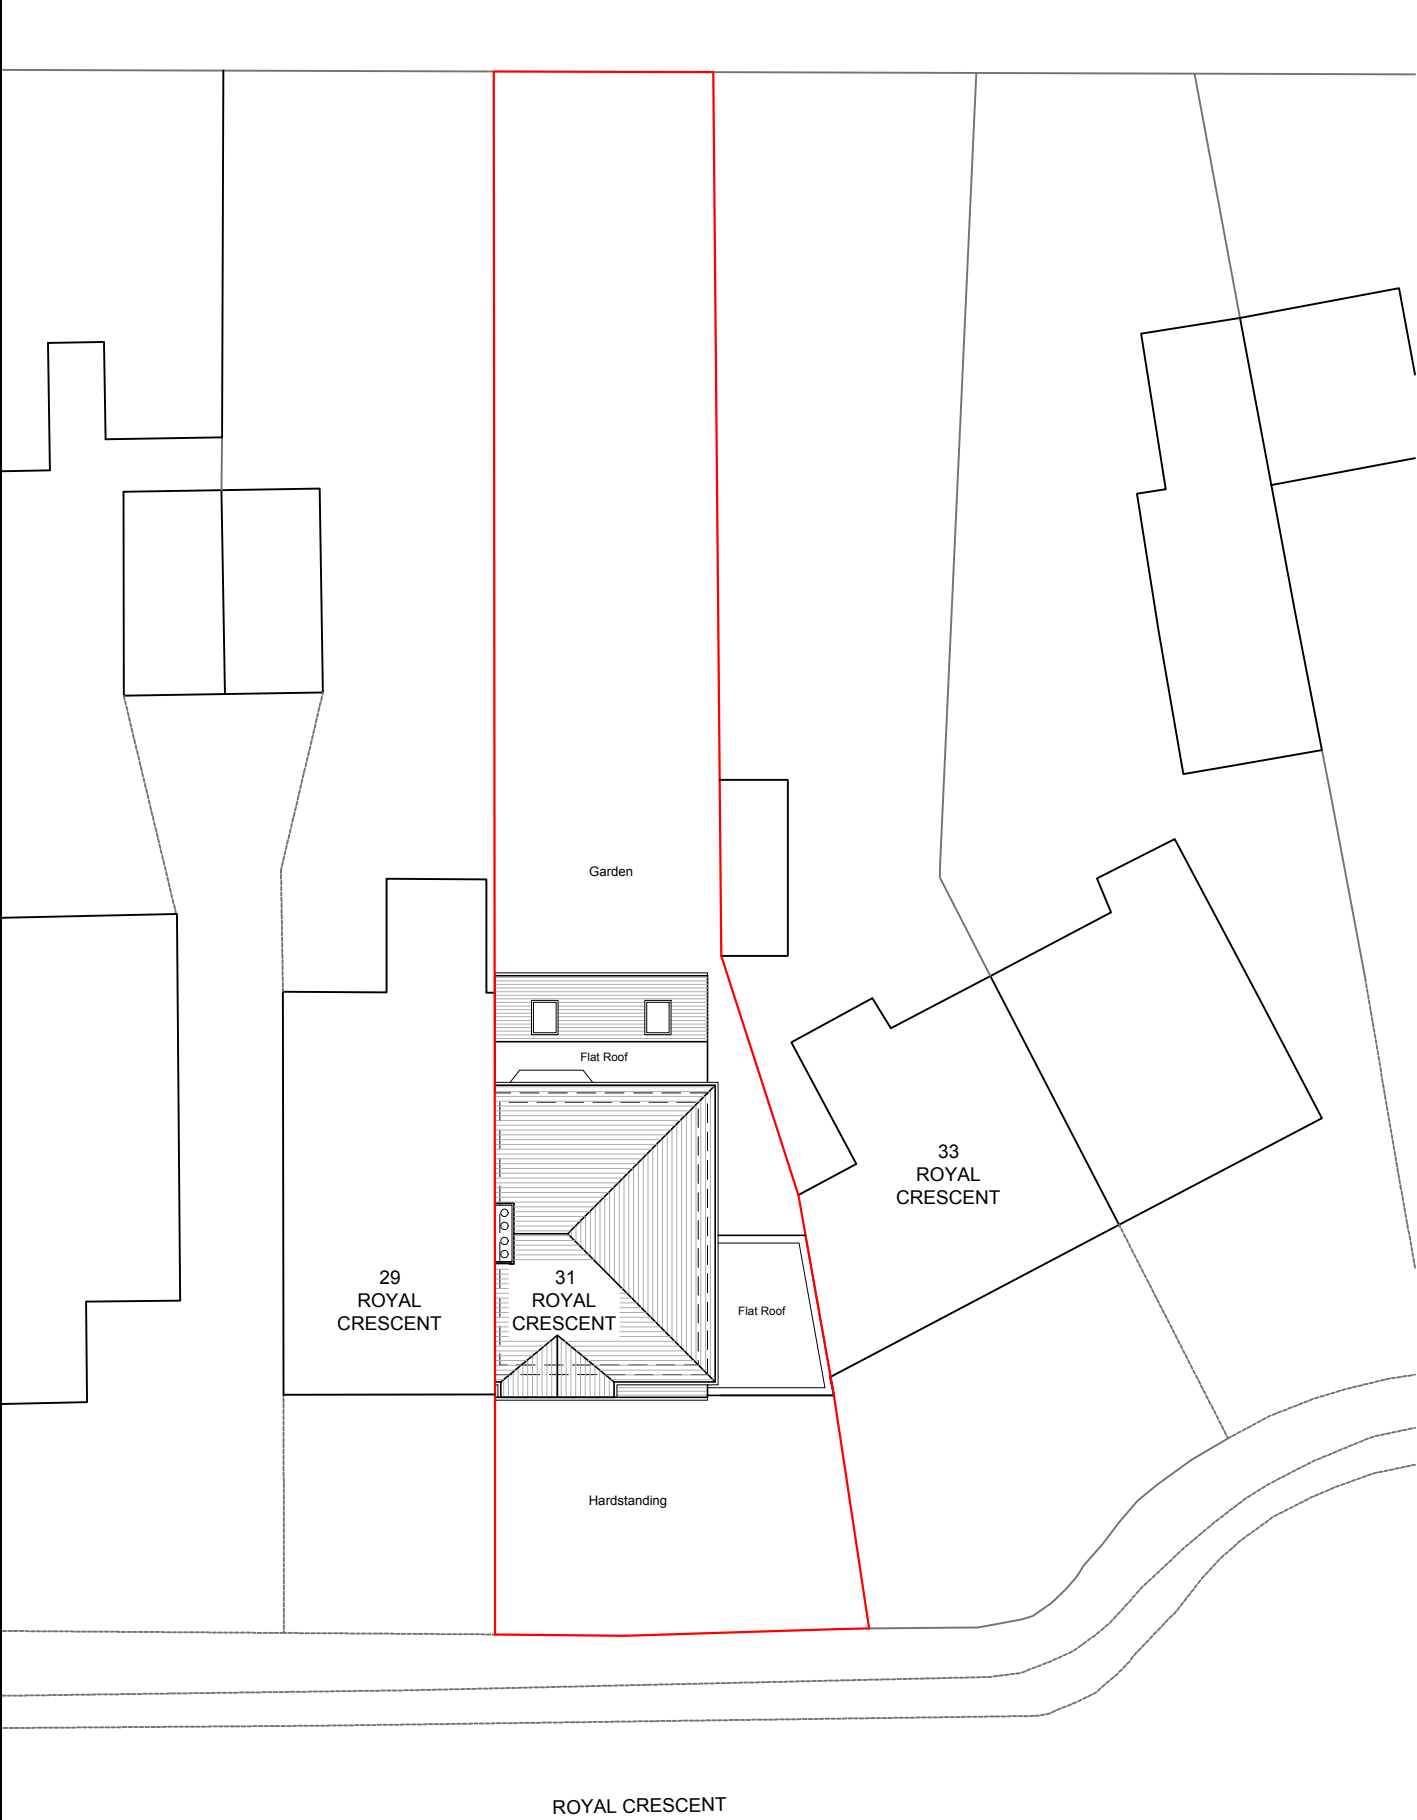 Garden
Flat Roof
33
ROYAL
CRESCENT
29
ROYAL
CRESCENT
31
ROYAL
CRESCENT
Flat Roof
Hardstanding
ROYAL CRESCENT